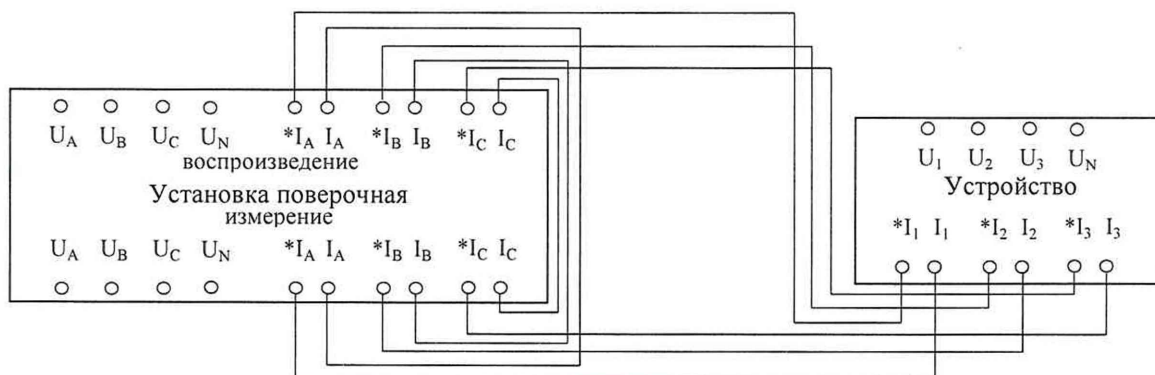 U_A U_B U_C U_N *I_A I_A *I_B I_B *I_C I_C
воспроизведение
Установка поверочная
измерение
U_A U_B U_C U_N *I_A I_A *I_B I_B *I_C I_C
U_1 U_2 U_3 U_N
Устройство
*I_1 I_1 *I_2 I_2 *I_3 I_3